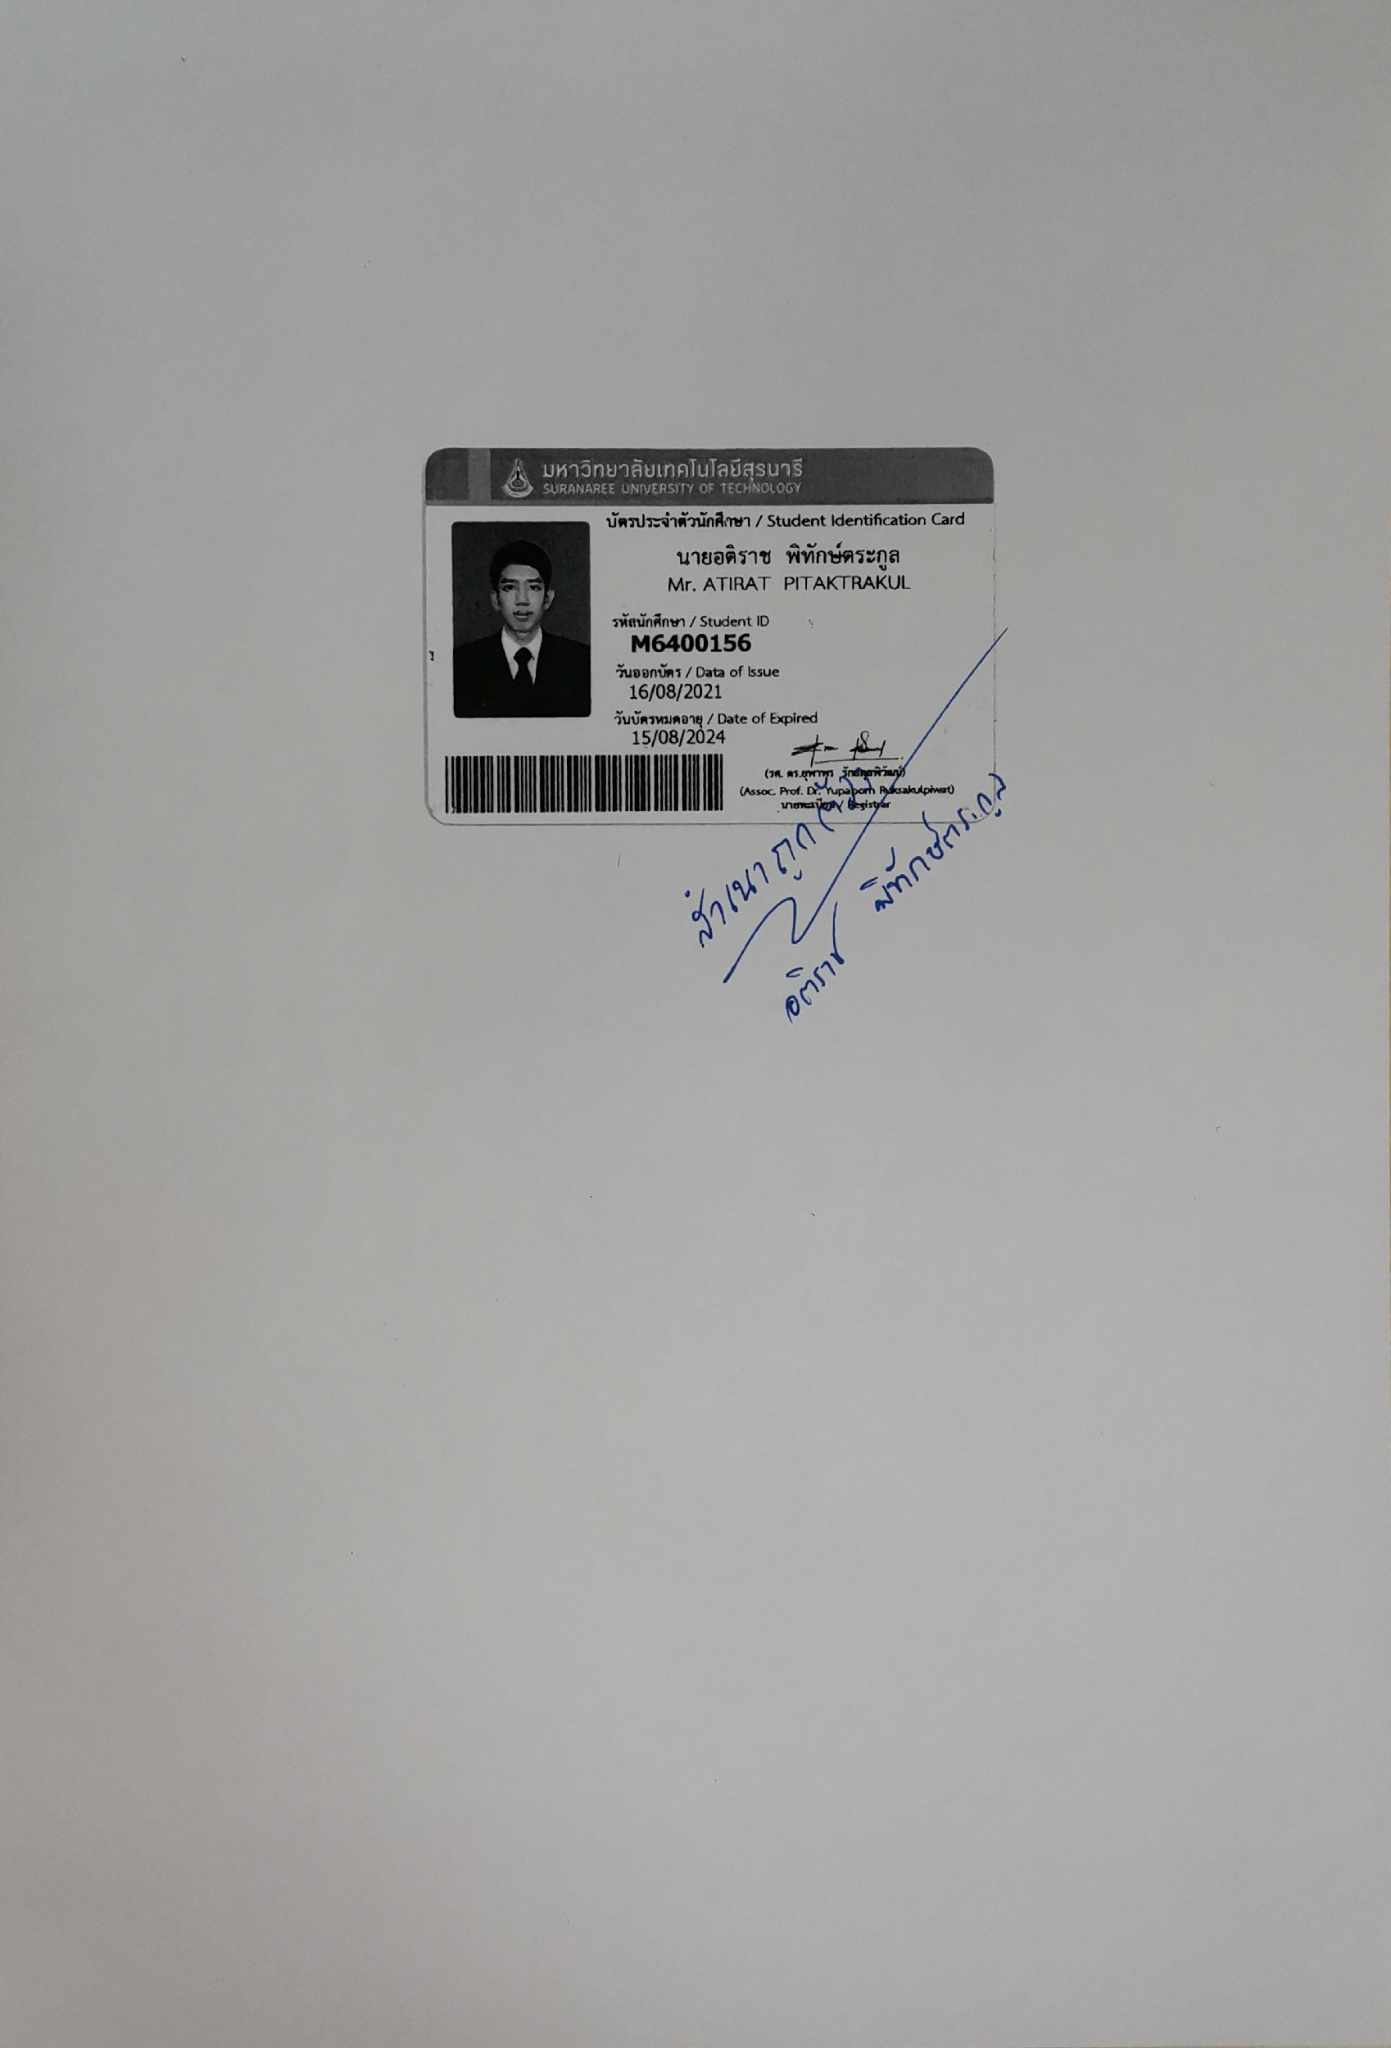 มหาวิทยาลัยเทคโนโลยีสุรนารี
SURANAREE UNIVERSITY OF TECHNOLOGY
บัตรประจำตัวนักศึกษา / Student Identification Card
นายอติราช พิทักษ์ตระกูล
Mr. ATIRAT PITAKTRAKUL
รหัสนักศึกษา / Student ID
M6400156
วันออกบัตร / Data of Issue
16/08/2021
วันบัตรหมดอายุ / Date of Expired
15/08/2024
(รศ. ดร.ยุพาพร รักสกุลพิวัฒน์)
(Assoc. Prof. Dr. Yupaporn Ruksakulpiwat)
นายทะเบียน / Registrar
สำเนาถูกต้อง
อติราช พิทักษ์ตระกูล